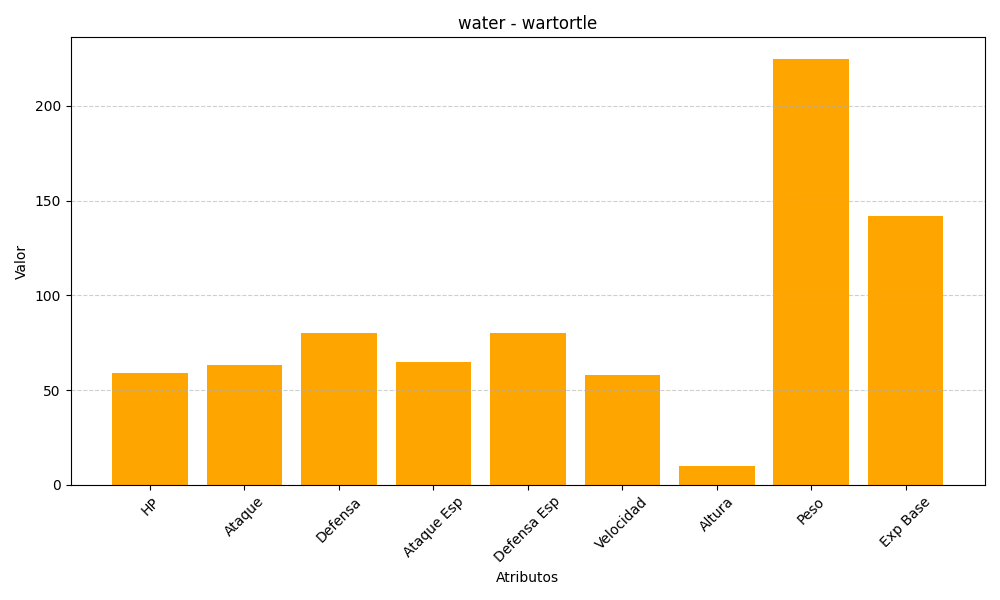 water - wartortle
Valor
200
150
100
50
0
HP
Ataque
Defensa
Ataque Esp
Defensa Esp
Velocidad
Altura
Peso
Exp Base
Atributos